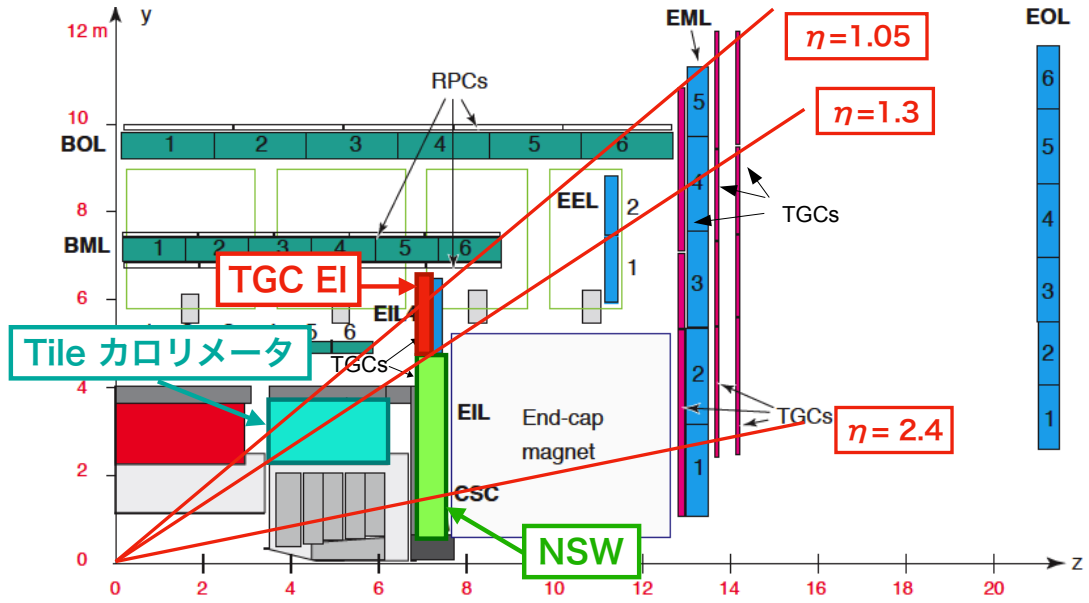 y
12 m
EML
η=1.05
EOL
RPCs
5
6
η=1.3
10
BOL
1 2 3 4 5 6
5
4
TGCs
8
EEL
2
4
BML
1 2 3 4 5 6
1
3
3
TGC EI
6
EIL4
5 6
Tile カロリメータ
TGCs
2
2
4
EIL
End-cap
magnet
TGCs
η= 2.4
1
1
2
CSC
NSW
0
z
0 2 4 6 8 10 12 14 16 18 20